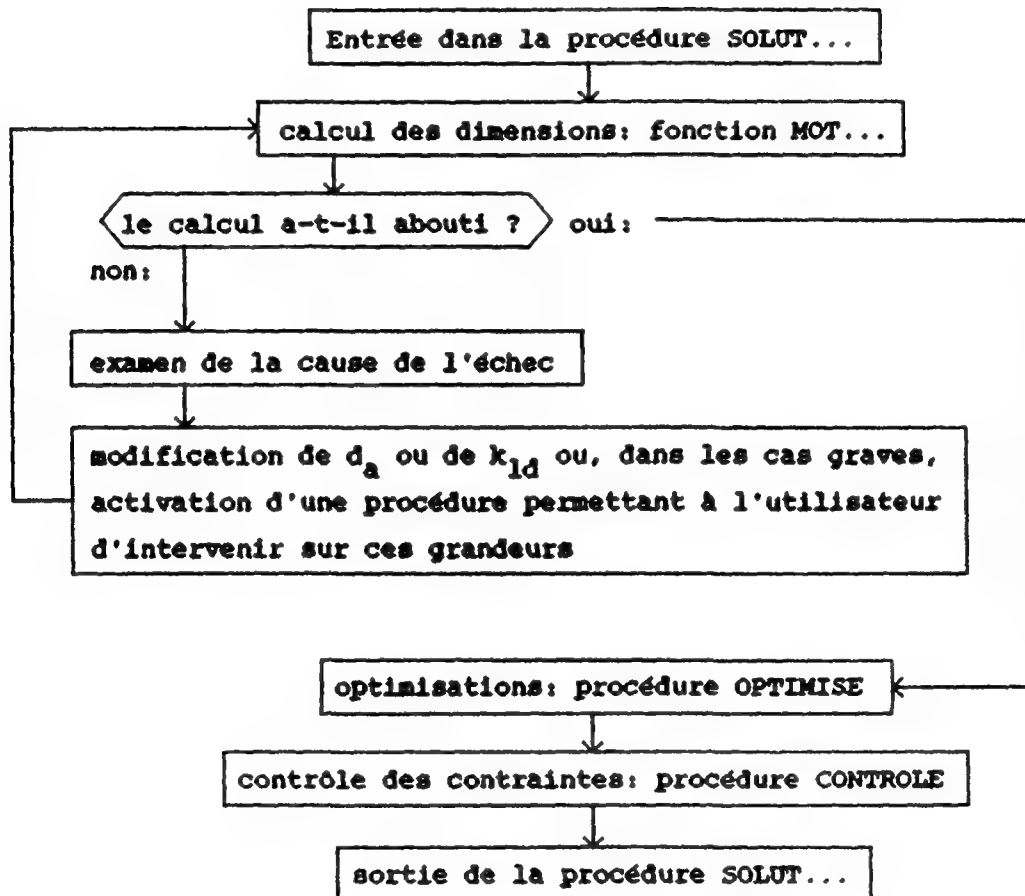 Entrée dans la procédure SOLUT...
calcul des dimensions: fonction MOT...
le calcul a-t-il abouti ? oui:
non:
examen de la cause de l'échec
modification de d_a ou de k_ld ou, dans les cas graves,
activation d'une procédure permettant à l'utilisateur
d'intervenir sur ces grandeurs
optimisations: procédure OPTIMISE
contrôle des contraintes: procédure CONTROLE
sortie de la procédure SOLUT...